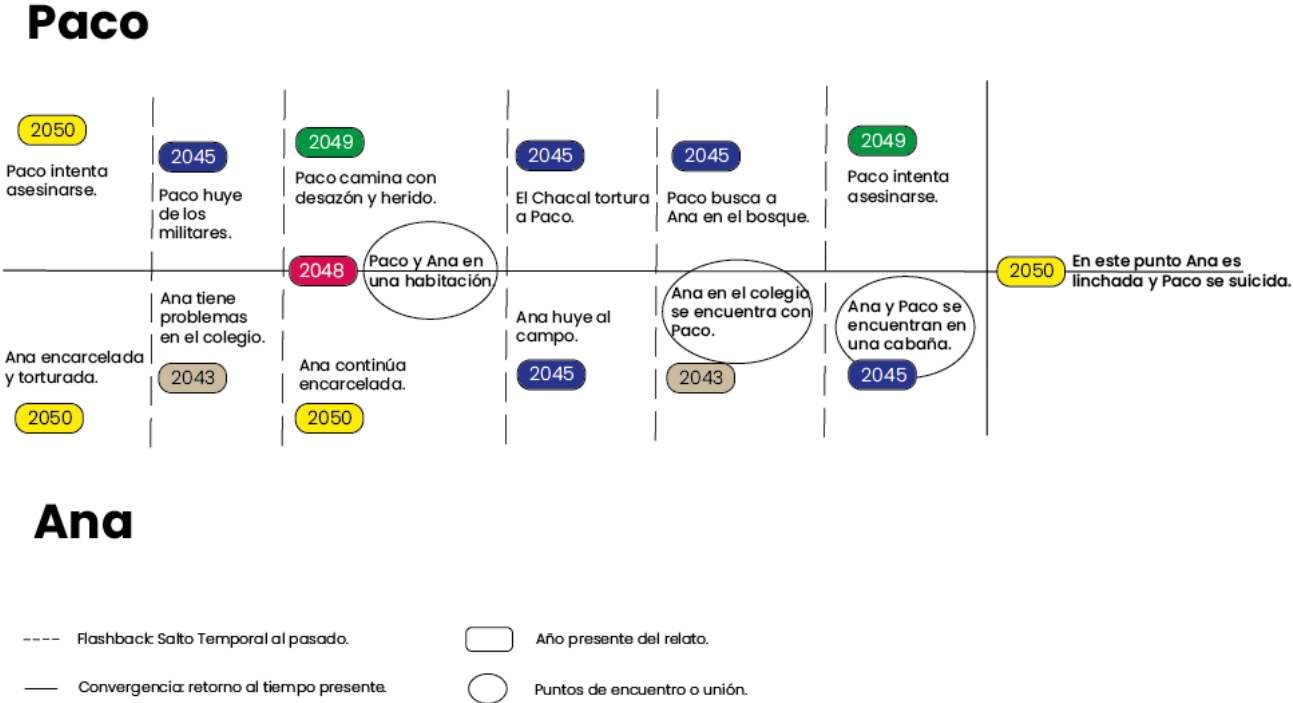 Paco
2050
Paco intenta
asesinarse.
2045
Paco huye
de los
militares.
2049
Paco camina con
desazón y herido.
2045
El Chacal tortura
a Paco.
2045
Paco busca a
Ana en el bosque.
2049
Paco intenta
asesinarse.
2048
Paco y Ana en
una habitación.
2050
En este punto Ana es
linchada y Paco se suicida.
Ana encarcelada
y torturada.
2050
Ana tiene
problemas
en el colegio.
2043
Ana continúa
encarcelada.
2050
Ana huye al
campo.
2045
Ana en el colegio
se encuentra con
Paco.
2043
Ana y Paco se
encuentran en
una cabaña.
2045
Ana
Flashback: Salto Temporal al pasado.
Año presente del relato.
Convergencia: retorno al tiempo presente.
Puntos de encuentro o unión.